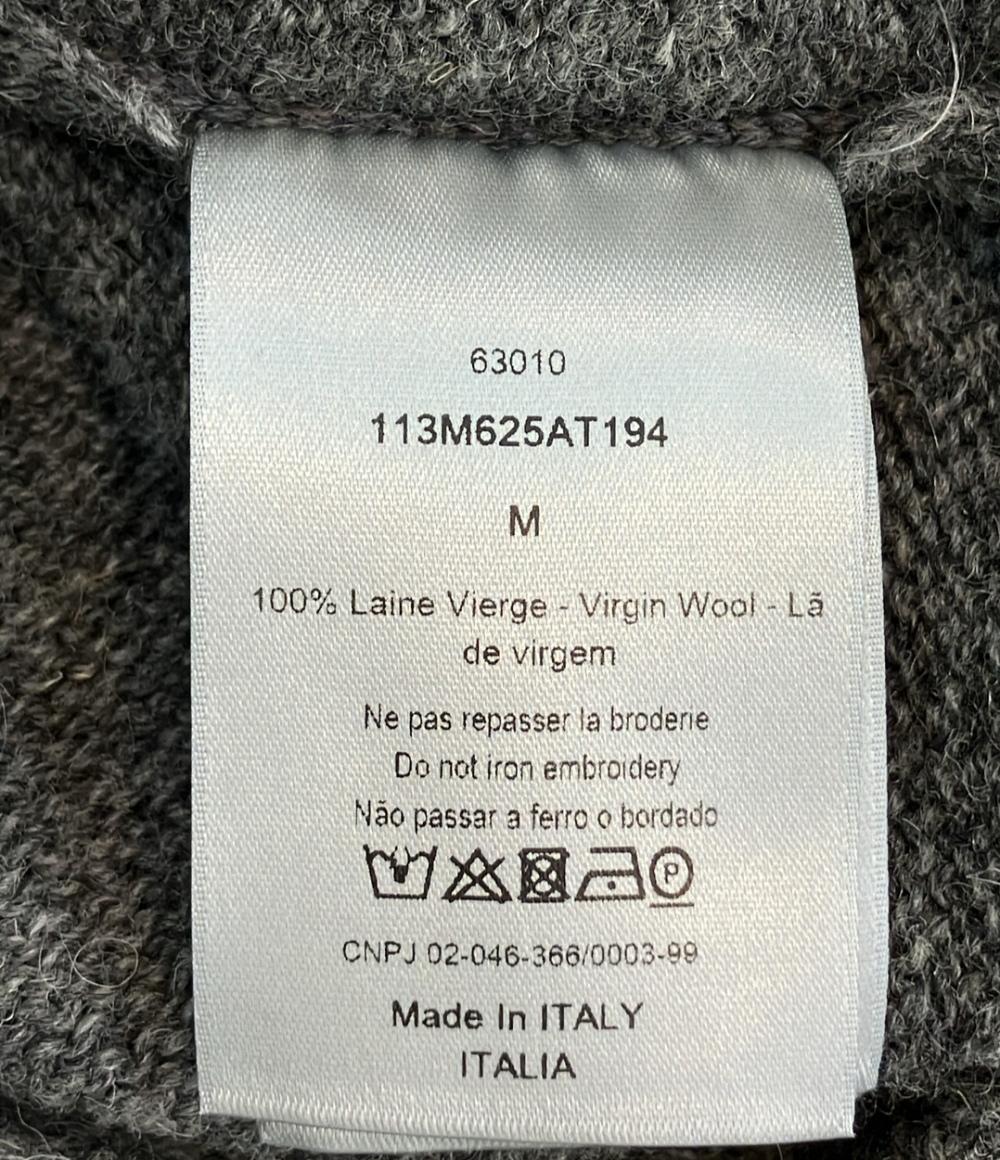 63010
113M625AT194
M
100% Laine Vierge - Virgin Wool - Lã
de virgem
Ne pas repasser la broderie
Do not iron embroidery
Não passar a ferro o bordado
P
CNPJ 02-046-366/0003-99
Made In ITALY
ITALIA